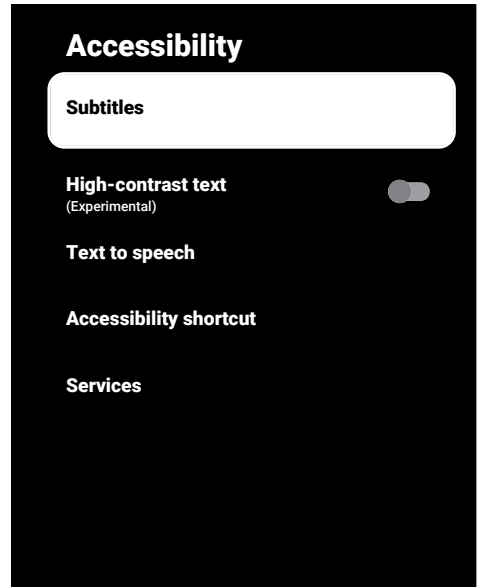 Accessibility
Subtitles
High-contrast text
(Experimental)
Text to speech
Accessibility shortcut
Services